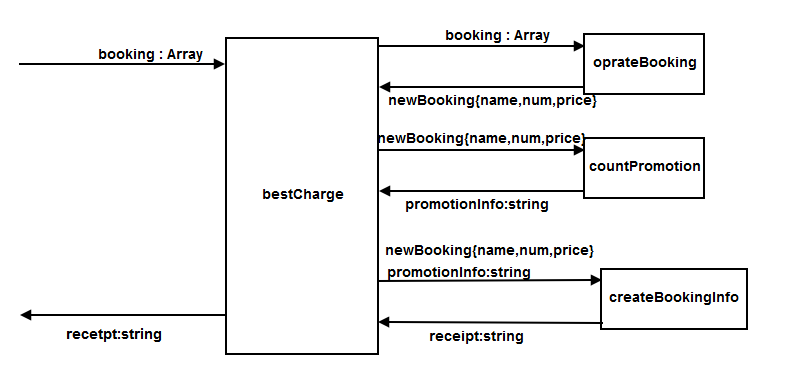 booking : Array
booking : Array
oprateBooking
newBooking{name,num,price}
newBooking{name,num,price}
countPromotion
bestCharge
promotionInfo:string
newBooking{name,num,price}
promotionInfo:string
createBookingInfo
recetpt:string
receipt:string